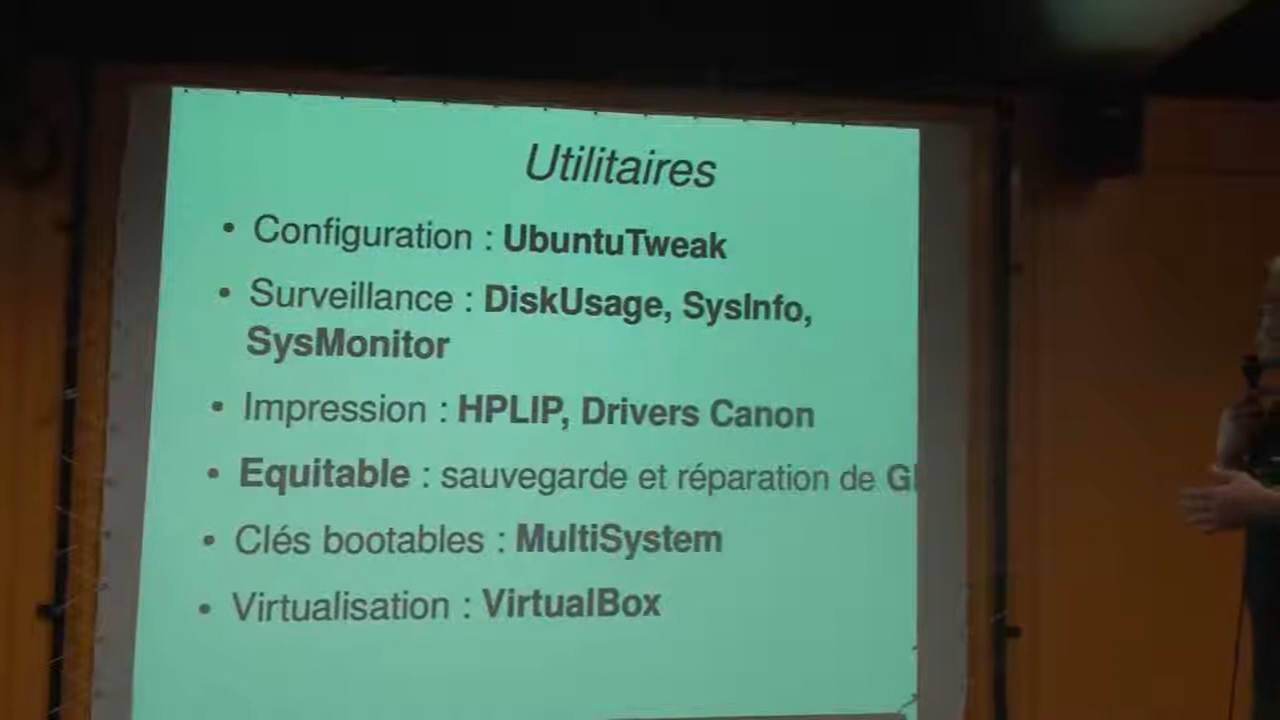 Utilitaires
• Configuration : UbuntuTweak
• Surveillance : DiskUsage, SysInfo,
SysMonitor
• Impression : HPLIP, Drivers Canon
• Equitable : sauvegarde et réparation de
• Clés bootables : MultiSystem
• Virtualisation : VirtualBox